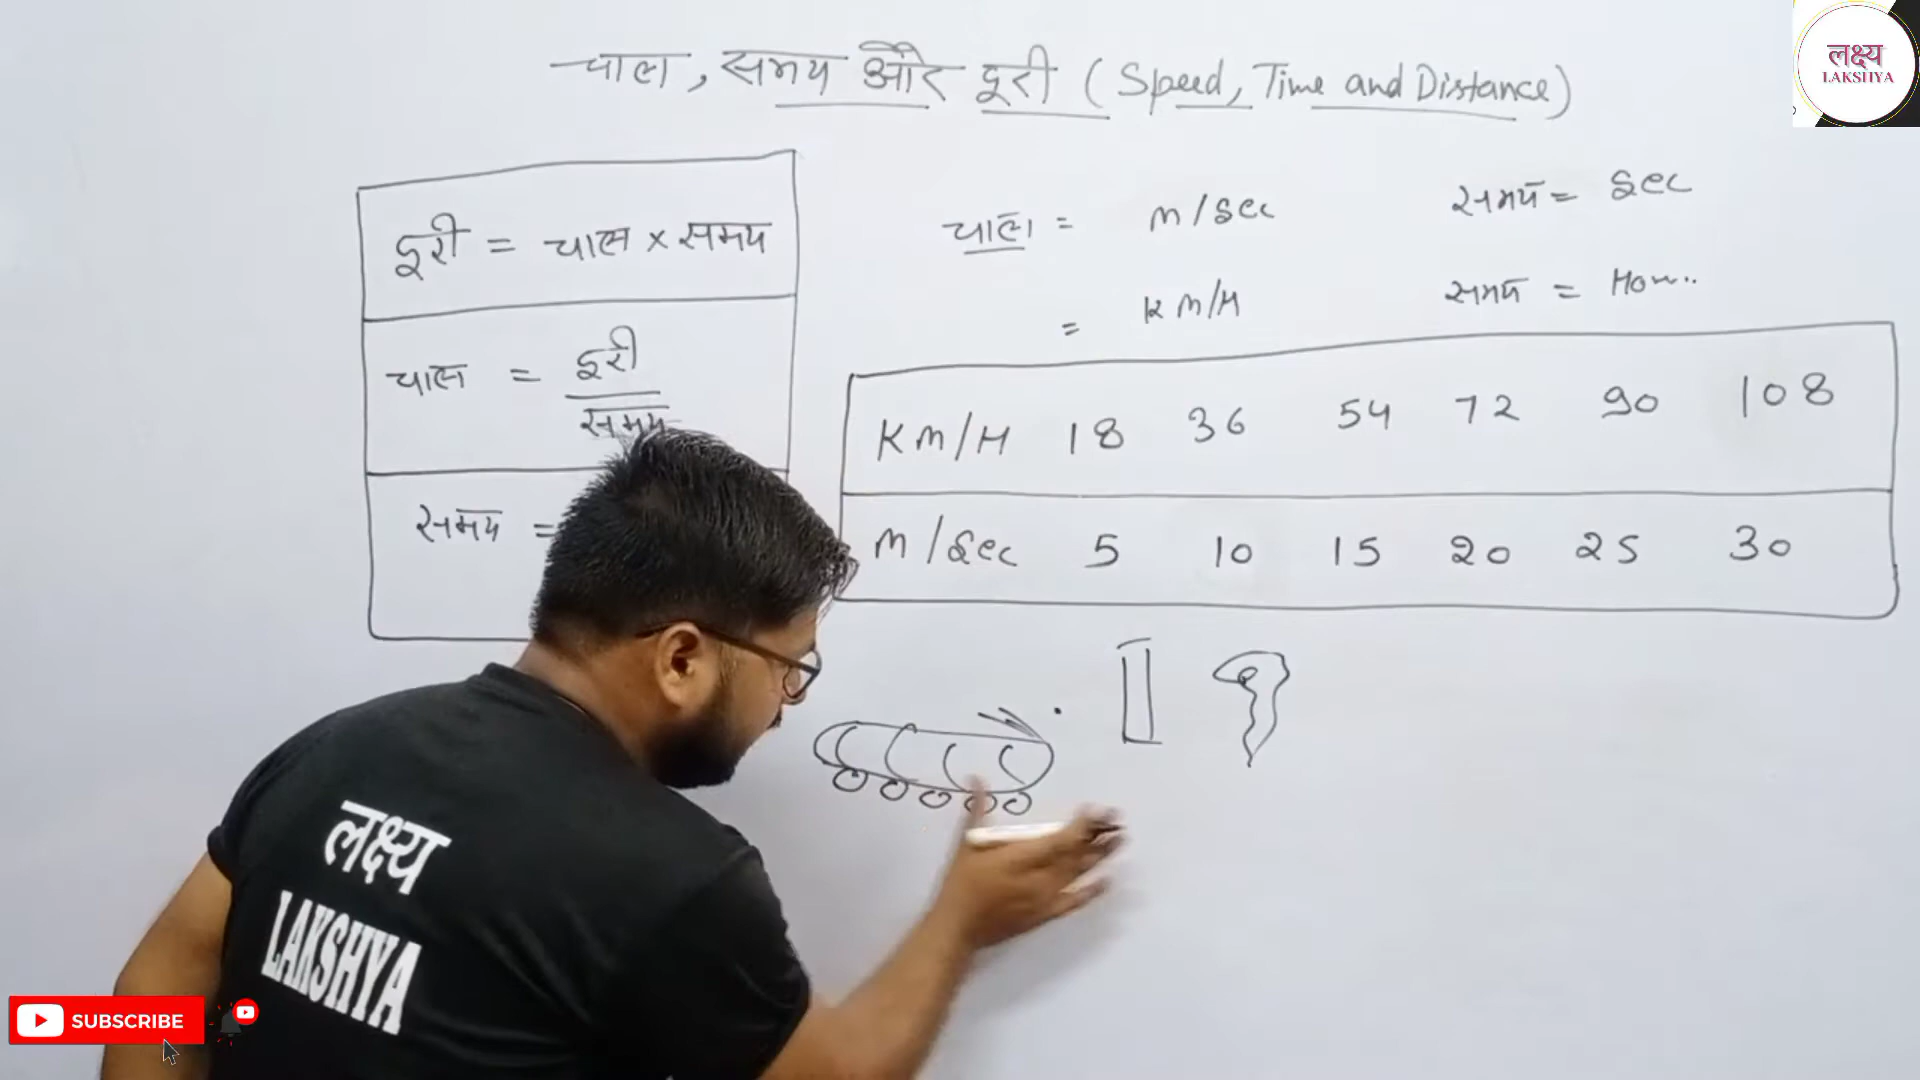 चाल, समय और दूरी (Speed, Time and Distance)
लक्ष्य
LAKSHYA
दूरी = चाल × समय
चाल = दूरी
समय
समय =
चाल = m/sec
समय = sec
= Km/H
समय =
Km/H 18 36 54 72 90 108
m/sec 5 10 15 20 25 30
लक्ष्य
LAKSHYA
SUBSCRIBE